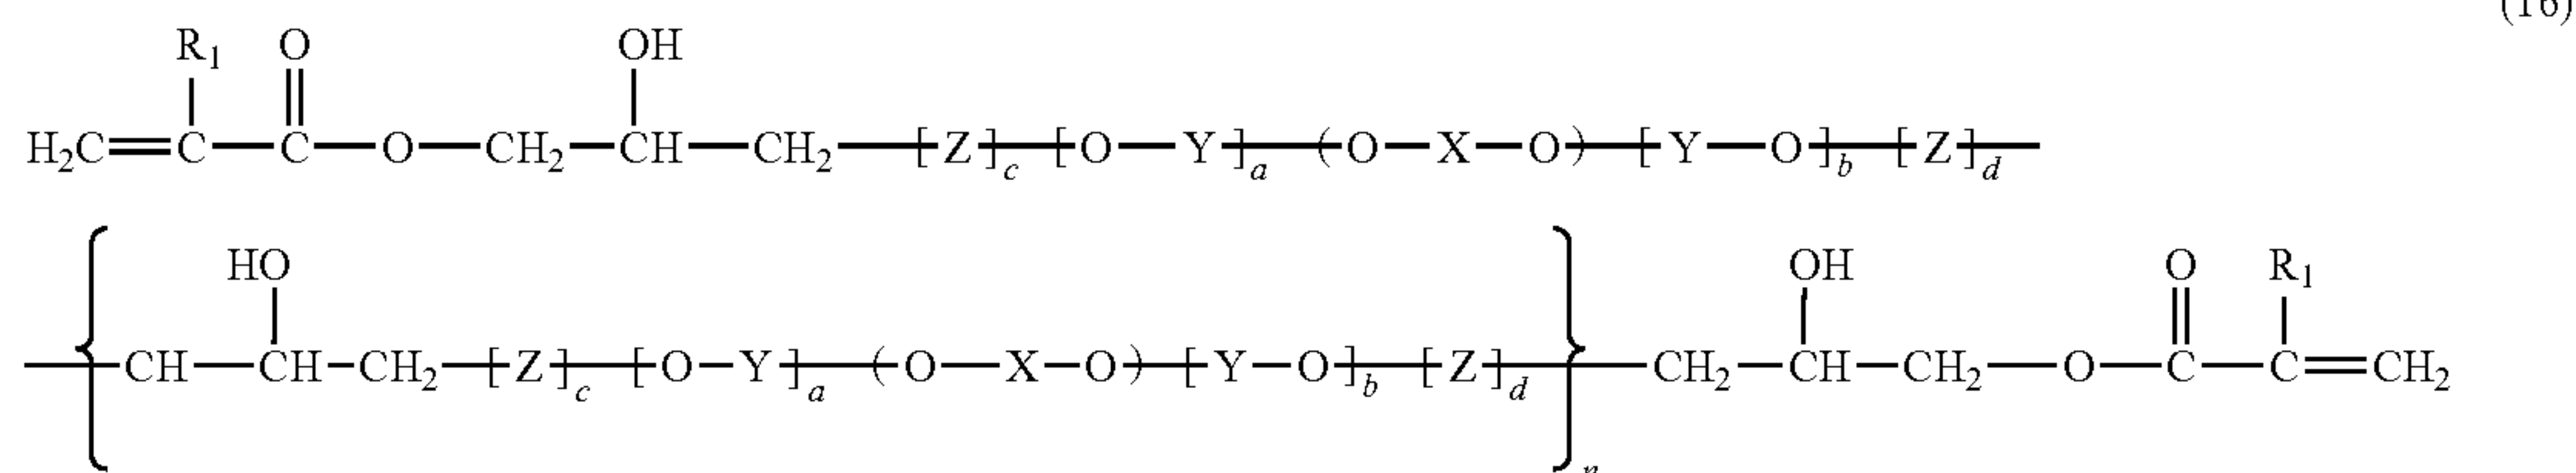 (16)
R1 O OH
H2C=C—C—O—CH2—CH—CH2—[Z]c—[O—Y]a—(O—X—O)—[Y—O]b—[Z]d—
HO OH O R1
—{CH—CH—CH2—[Z]c—[O—Y]a—(O—X—O)—[Y—O]b—[Z]d}n—CH2—CH—CH2—O—C—C=CH2